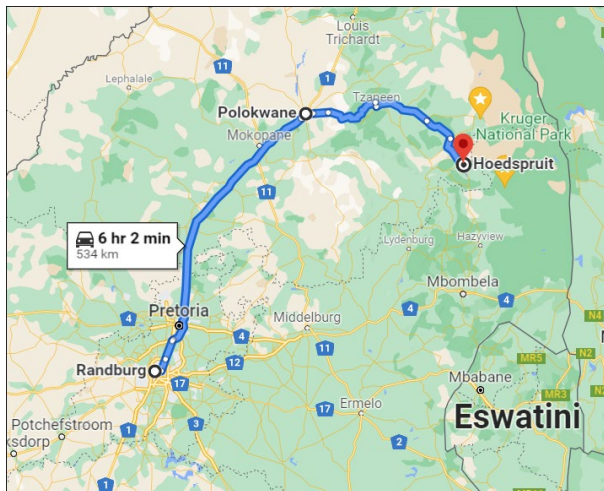 Louis
Trichardt
11
1
Lephalale
Polokwane
Tzaneen
Kruger
National Park
Mokopane
Hoedspruit
11
6 hr 2 min
534 km
Lydenburg
Hazyview
Mbombela
4
Pretoria
4
4
Middelburg
4
N4
11
N2
MR5
Randburg
12
17
Mbabane
MR3
Potchefstroom
ksdorp
1
3
17
Ermelo
2
Eswatini